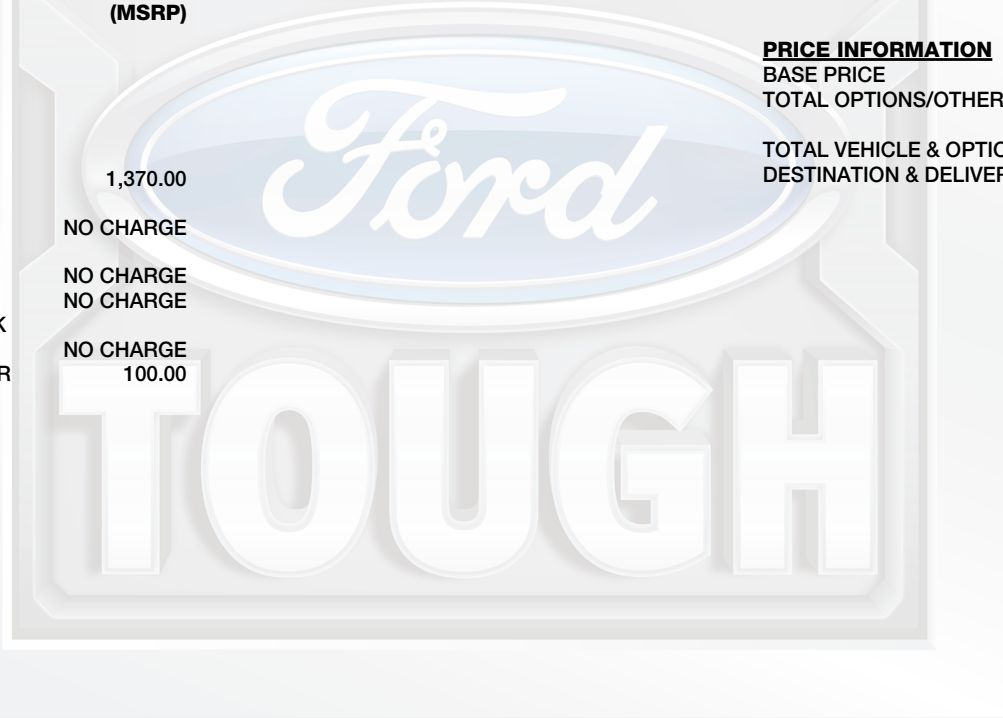 (MSRP)
1,370.00
NO CHARGE
NO CHARGE
NO CHARGE
K
NO CHARGE
R 100.00
PRICE INFORMATION
BASE PRICE
TOTAL OPTIONS/OTHER
TOTAL VEHICLE & OPTIO
DESTINATION & DELIVER
Ford
TOUGH